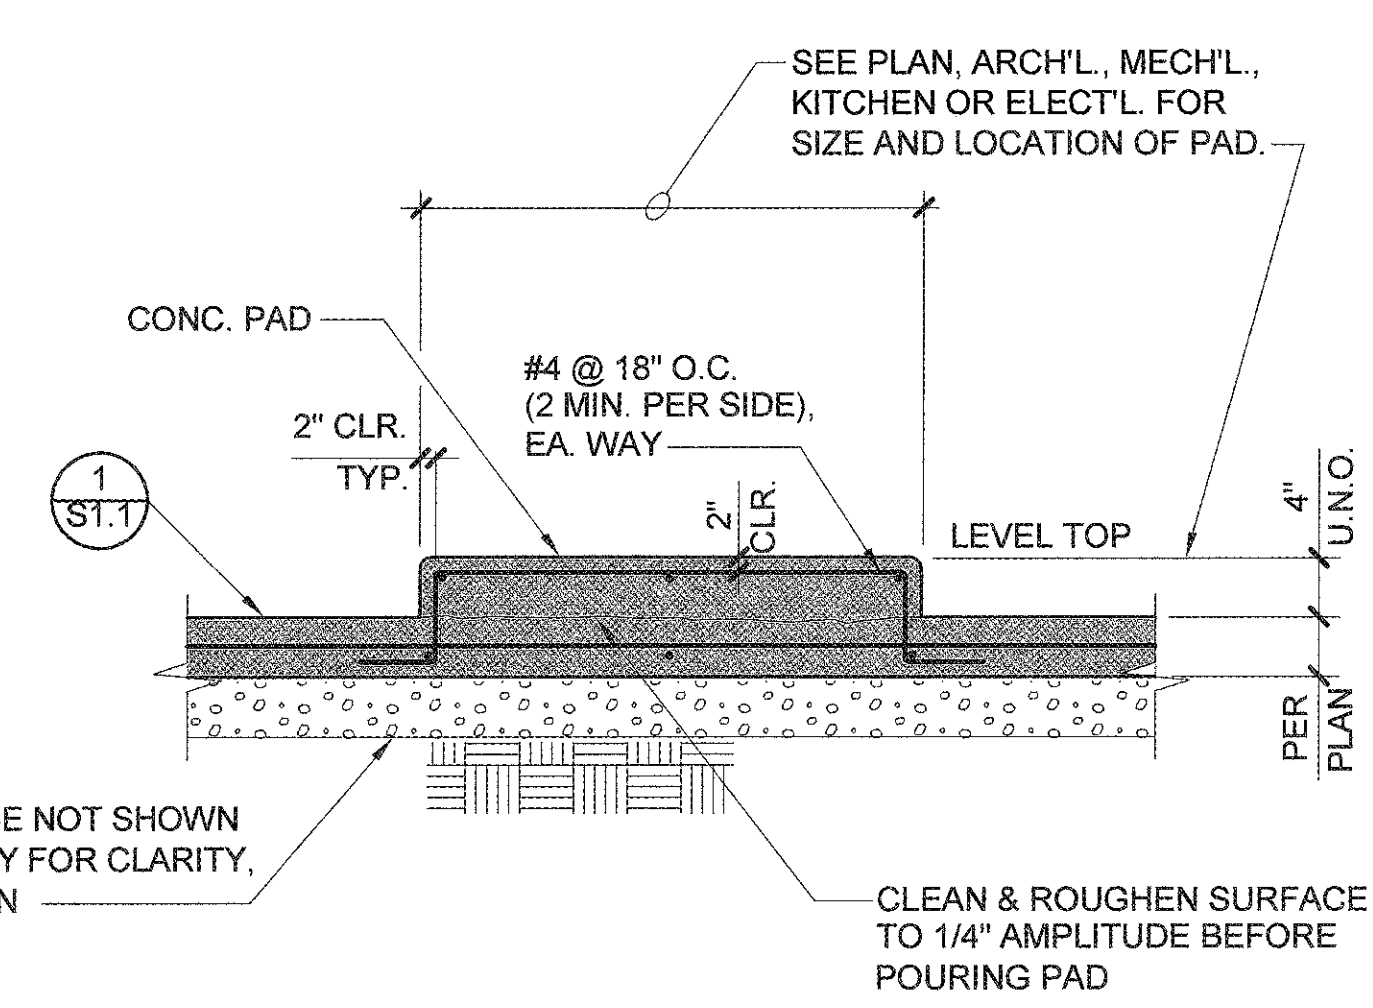 SEE PLAN, ARCH'L., MECH'L.,
KITCHEN OR ELECT'L. FOR
SIZE AND LOCATION OF PAD.
CONC. PAD
#4 @ 18" O.C.
(2 MIN. PER SIDE),
EA. WAY
2" CLR.
TYP.
1
S1.1
2"
CLR.
LEVEL TOP
4"
U.N.O.
PER
PLAN
NOT SHOWN
FOR CLARITY,
CLEAN & ROUGHEN SURFACE
TO 1/4" AMPLITUDE BEFORE
POURING PAD